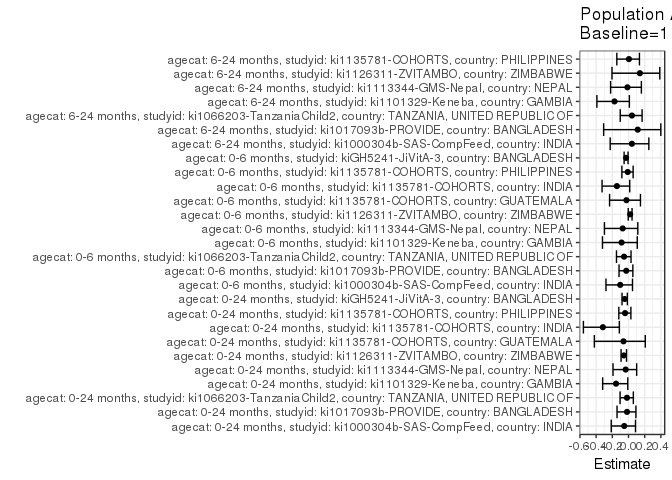 Population
Baseline=1
agecat: 6-24 months, studyid: ki1135781-COHORTS, country: PHILIPPINES
agecat: 6-24 months, studyid: ki1126311-ZVITAMBO, country: ZIMBABWE
agecat: 6-24 months, studyid: ki1113344-GMS-Nepal, country: NEPAL
agecat: 6-24 months, studyid: ki1101329-Keneba, country: GAMBIA
agecat: 6-24 months, studyid: ki1066203-TanzaniaChild2, country: TANZANIA, UNITED REPUBLIC OF
agecat: 6-24 months, studyid: ki1017093b-PROVIDE, country: BANGLADESH
agecat: 6-24 months, studyid: ki1000304b-SAS-CompFeed, country: INDIA
agecat: 0-6 months, studyid: kiGH5241-JiVitA-3, country: BANGLADESH
agecat: 0-6 months, studyid: ki1135781-COHORTS, country: PHILIPPINES
agecat: 0-6 months, studyid: ki1135781-COHORTS, country: INDIA
agecat: 0-6 months, studyid: ki1135781-COHORTS, country: GUATEMALA
agecat: 0-6 months, studyid: ki1126311-ZVITAMBO, country: ZIMBABWE
agecat: 0-6 months, studyid: ki1113344-GMS-Nepal, country: NEPAL
agecat: 0-6 months, studyid: ki1101329-Keneba, country: GAMBIA
agecat: 0-6 months, studyid: ki1066203-TanzaniaChild2, country: TANZANIA, UNITED REPUBLIC OF
agecat: 0-6 months, studyid: ki1017093b-PROVIDE, country: BANGLADESH
agecat: 0-6 months, studyid: ki1000304b-SAS-CompFeed, country: INDIA
agecat: 0-24 months, studyid: kiGH5241-JiVitA-3, country: BANGLADESH
agecat: 0-24 months, studyid: ki1135781-COHORTS, country: PHILIPPINES
agecat: 0-24 months, studyid: ki1135781-COHORTS, country: INDIA
agecat: 0-24 months, studyid: ki1135781-COHORTS, country: GUATEMALA
agecat: 0-24 months, studyid: ki1126311-ZVITAMBO, country: ZIMBABWE
agecat: 0-24 months, studyid: ki1113344-GMS-Nepal, country: NEPAL
agecat: 0-24 months, studyid: ki1101329-Keneba, country: GAMBIA
agecat: 0-24 months, studyid: ki1066203-TanzaniaChild2, country: TANZANIA, UNITED REPUBLIC OF
agecat: 0-24 months, studyid: ki1017093b-PROVIDE, country: BANGLADESH
agecat: 0-24 months, studyid: ki1000304b-SAS-CompFeed, country: INDIA
-0.6 0.4 0.2 0.0 0.2 0.4
Estimate